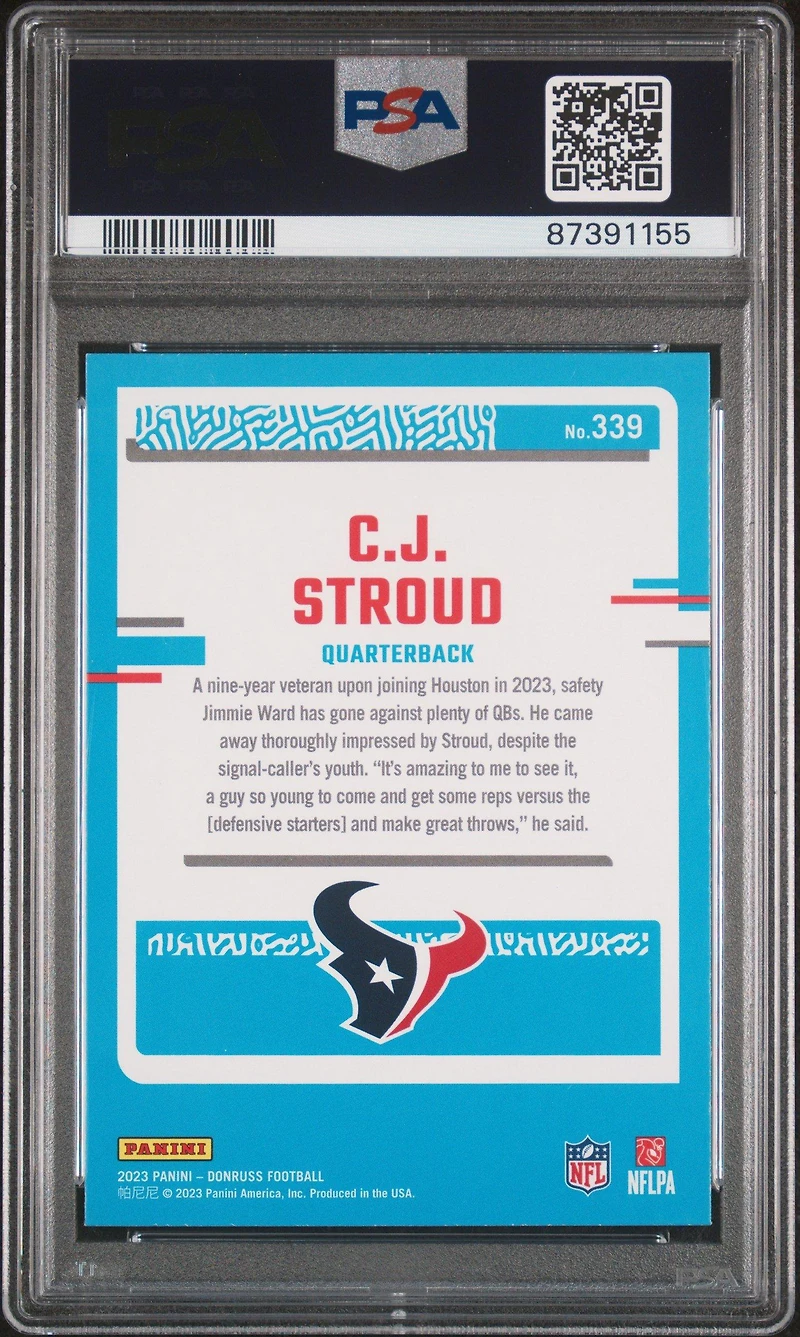 PSA
87391155
No.339
C.J.
STROUD
QUARTERBACK
A nine-year veteran upon joining Houston in 2023, safety
Jimmie Ward has gone against plenty of QBs. He came
away thoroughly impressed by Stroud, despite the
signal-caller's youth. “It's amazing to me to see it,
a guy so young to come and get some reps versus the
[defensive starters] and make great throws,” he said.
PANINI
2023 PANINI – DONRUSS FOOTBALL
帕尼尼 © 2023 Panini America, Inc. Produced in the USA.
NFL
NFLPA
PSA